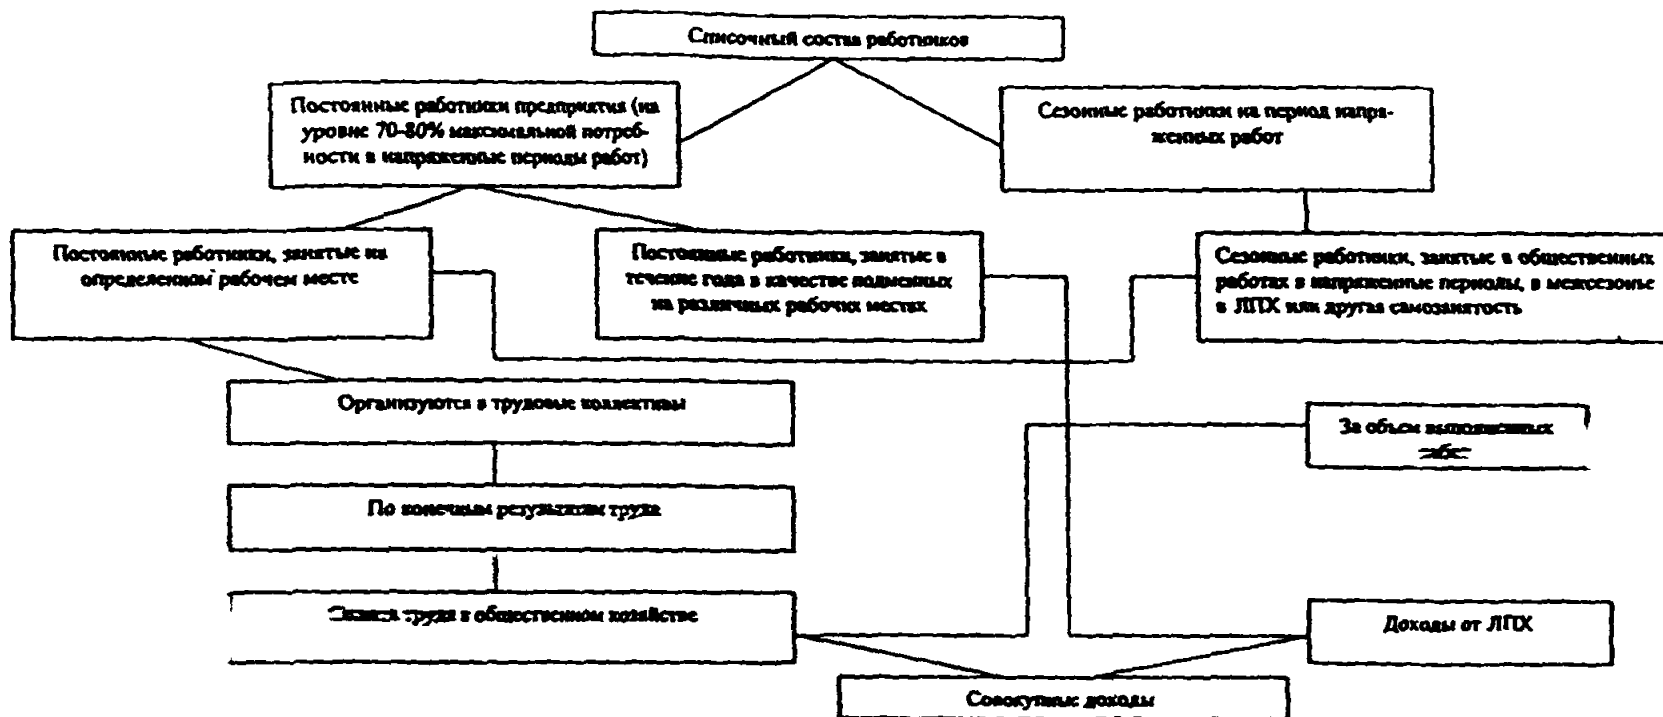 Списочный состав работников
Постоянные работники предприятия (на
уровне 70-80% максимальной потреб-
ности в напряженные периоды работ)
Сезонные работники на период напря-
женных работ
Постоянные работники, занятые на
определенном рабочем месте
Постоянные работники, занятые в
течение года в качестве подменных
на различных рабочих местах
Сезонные работники, занятые в общественных
работах в напряженные периоды, в межсезонье
в ЛПХ или другая самозанятость
Организуются в трудовые коллективы
За объем выполненных
По конечным результатам труда
труда в общественном хозяйстве
Доходы от ЛПХ
Совокупные доходы